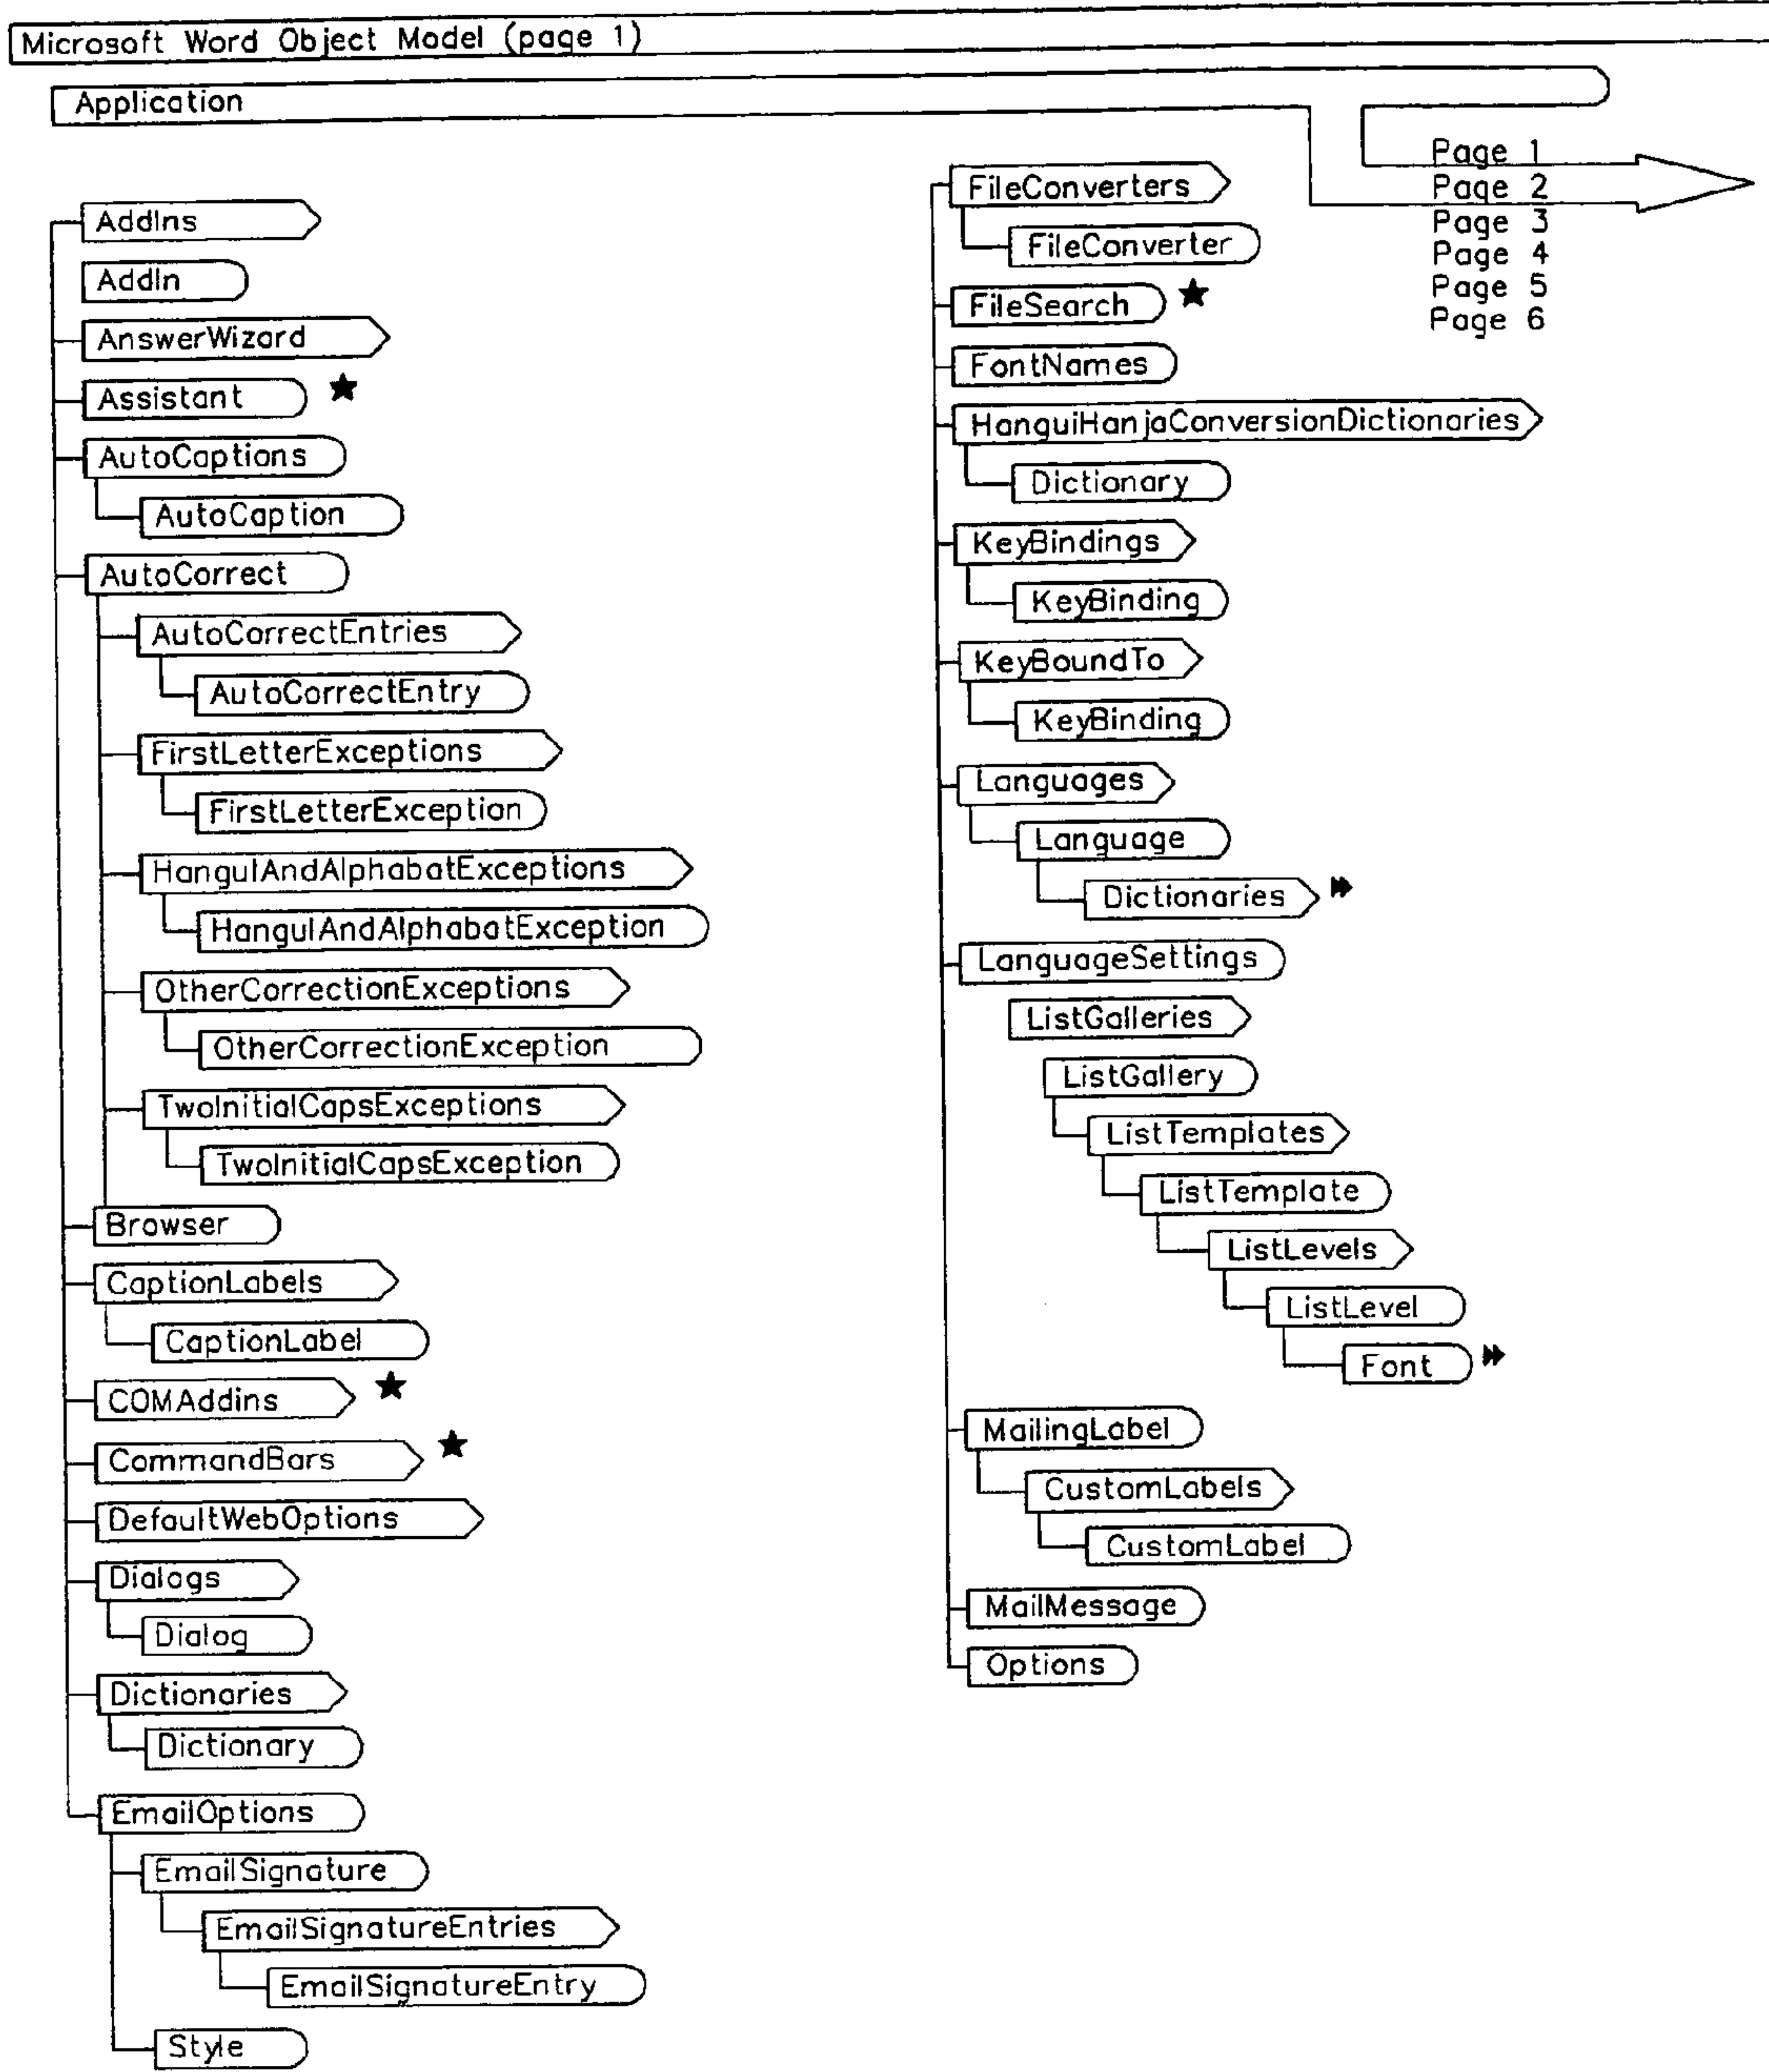 Microsoft Word Object Model (page 1)
Application
Page 1
Page 2
Page 3
Page 4
Page 5
Page 6
AddIns
AddIn
AnswerWizard
Assistant
AutoCaptions
AutoCaption
AutoCorrect
AutoCorrectEntries
AutoCorrectEntry
FirstLetterExceptions
FirstLetterException
HangulAndAlphabatExceptions
HangulAndAlphabatException
OtherCorrectionExceptions
OtherCorrectionException
TwoInitialCapsExceptions
TwoInitialCapsException
Browser
CaptionLabels
CaptionLabel
COMAddins
CommandBars
DefaultWebOptions
Dialogs
Dialog
Dictionaries
Dictionary
EmailOptions
EmailSignature
EmailSignatureEntries
EmailSignatureEntry
Style
FileConverters
FileConverter
FileSearch
FontNames
HanguiHanjaConversionDictionaries
Dictionary
KeyBindings
KeyBinding
KeyBoundTo
KeyBinding
Languages
Language
Dictionaries
LanguageSettings
ListGalleries
ListGallery
ListTemplates
ListTemplate
ListLevels
ListLevel
Font
MailingLabel
CustomLabels
CustomLabel
MailMessage
Options